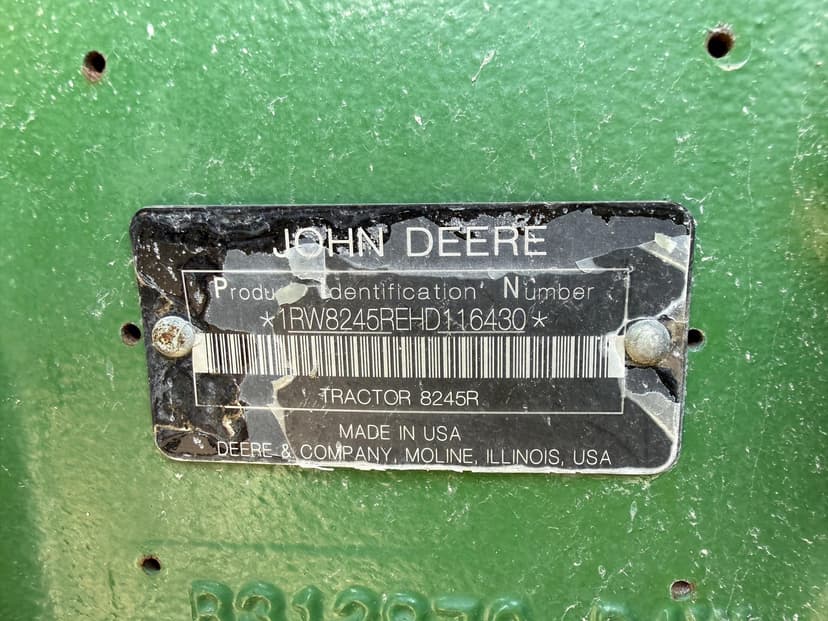 JOHN DEERE
Product Identification Number
*1RW8245REHD116430*
TRACTOR 8245R
MADE IN USA
DEERE & COMPANY, MOLINE, ILLINOIS, USA